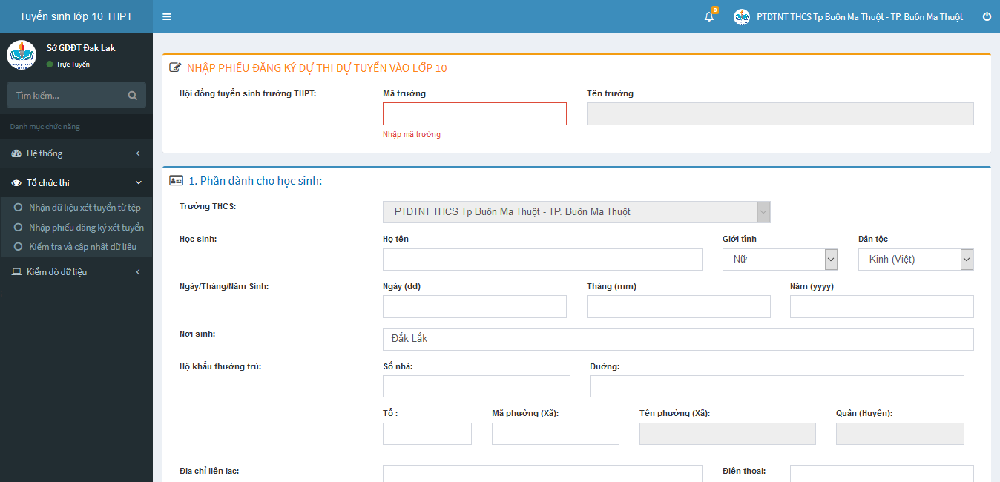 Tuyển sinh lớp 10 THPT
0
PTDTNT THCS Tp Buôn Ma Thuột - TP. Buôn Ma Thuột
Sở GDĐT Đak Lak
Trực Tuyến
Tìm kiếm...
Danh mục chức năng
Hệ thống
Tổ chức thi
Nhận dữ liệu xét tuyển từ tệp
Nhập phiếu đăng ký xét tuyển
Kiểm tra và cập nhật dữ liệu
Kiểm dò dữ liệu
NHẬP PHIẾU ĐĂNG KÝ DỰ THI DỰ TUYỂN VÀO LỚP 10
Hội đồng tuyển sinh trường THPT: Mã trường Tên trường
Nhập mã trường
1. Phần dành cho học sinh:
Trường THCS: PTDTNT THCS Tp Buôn Ma Thuột - TP. Buôn Ma Thuột
Học sinh: Họ tên Giới tính Dân tộc
Nữ Kinh (Việt)
Ngày/Tháng/Năm Sinh: Ngày (dd) Tháng (mm) Năm (yyyy)
Nơi sinh: Đắk Lắk
Hộ khẩu thường trú: Số nhà: Đuờng:
Tổ : Mã phường (Xã): Tên phường (Xã): Quận (Huyện):
Địa chỉ liên lạc: Điện thoại: